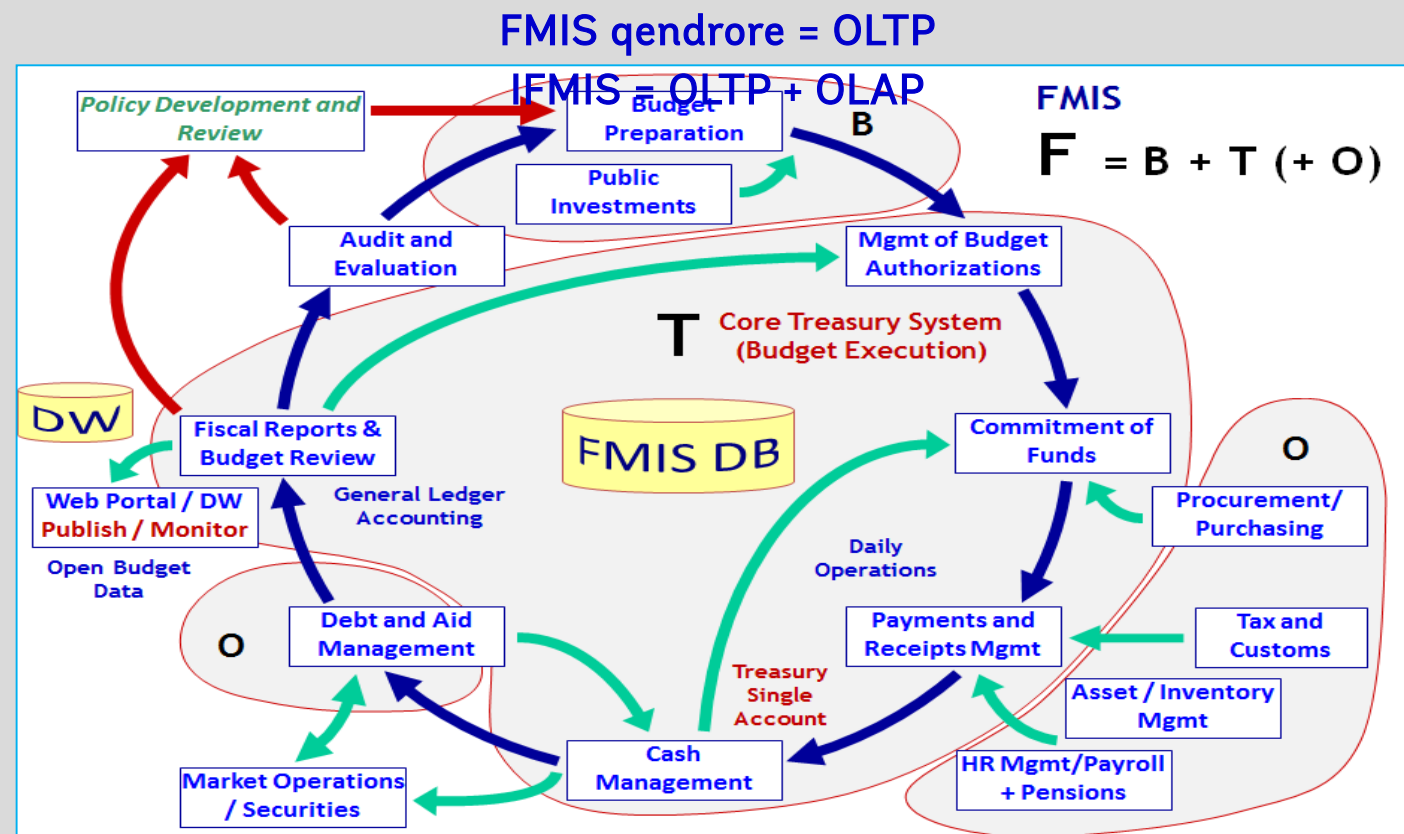 FMIS qendrore = OLTP
IFMIS = OLTP + OLAP
FMIS
F = B + T (+ O)
Policy Development and
Review
Budget
Preparation
B
Public
Investments
Audit and
Evaluation
Mgmt of Budget
Authorizations
T
Core Treasury System
(Budget Execution)
DW
FMIS DB
Fiscal Reports &
Budget Review
Commitment of
Funds
O
Web Portal / DW
Publish / Monitor
General Ledger
Accounting
Procurement/
Purchasing
Open Budget
Data
Daily
Operations
O
Debt and Aid
Management
Payments and
Receipts Mgmt
Tax and
Customs
Treasury
Single
Account
Asset / Inventory
Mgmt
Market Operations
/ Securities
Cash
Management
HR Mgmt/Payroll
+ Pensions